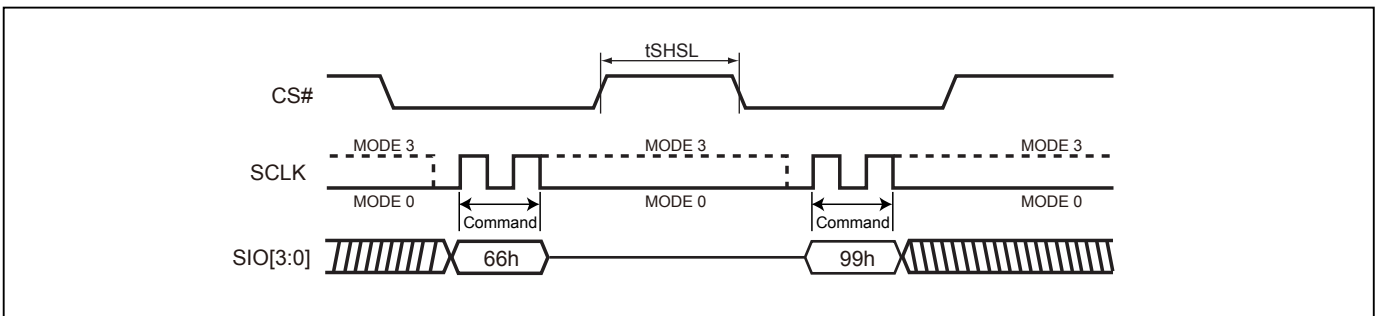 tSHSL
CS#
MODE 3 MODE 3 MODE 3
SCLK
MODE 0 MODE 0 MODE 0
Command Command
SIO[3:0] 66h 99h